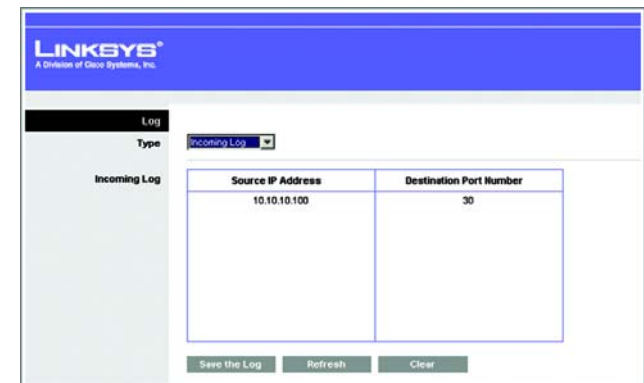 LINKSYS®
A Division of Cisco Systems, Inc.
Log
Type
Incoming Log
Incoming Log
Source IP Address Destination Port Number
10.10.10.100 30
Save the Log Refresh Clear